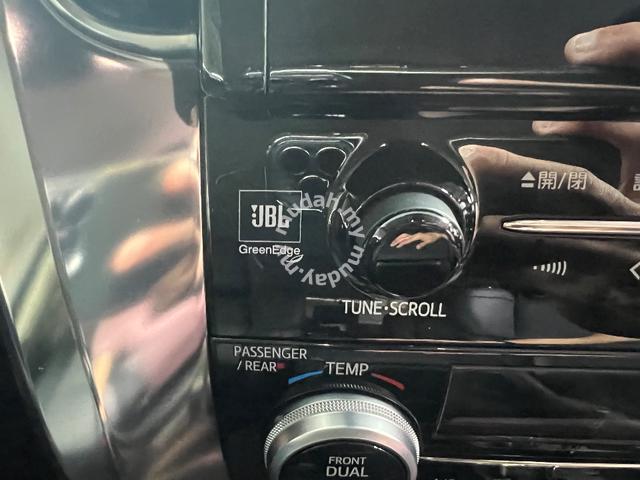 ▲開/閉
JBL
GreenEdge
mudah.my mudah.my
TUNE·SCROLL
PASSENGER
/REAR
TEMP
FRONT
DUAL